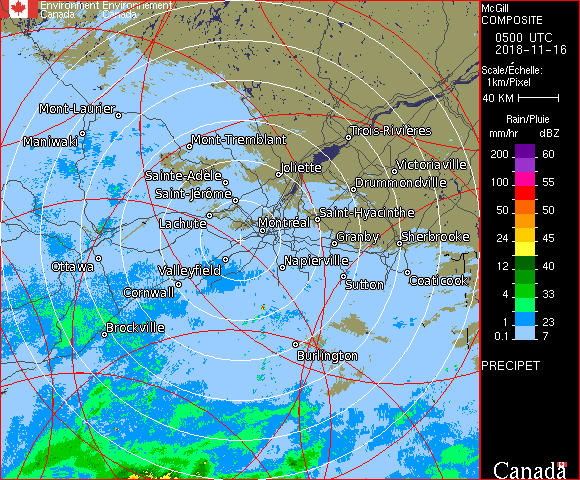 Environment Environnement
Canada Canada
McGill
COMPOSITE
0500 UTC
2018-11-16
Scale/Échelle:
1km/Pixel
40 KM
Rain/Pluie
mm/hr dBZ
200 60
100 55
50 50
24 45
12 40
4 33
1 23
0.1 7
PRECIPET
Canada
Mont-Laurier
Maniwaki
Mont-Tremblant
Trois-Rivières
Joliette
Victoriaville
Sainte-Adèle
Drummondville
Saint-Jérôme
Lachute
Saint-Hyacinthe
Montréal
Granby
Sherbrooke
Ottawa
Valleyfield
Napierville
Sutton
Coaticook
Cornwall
Brockville
Burlington